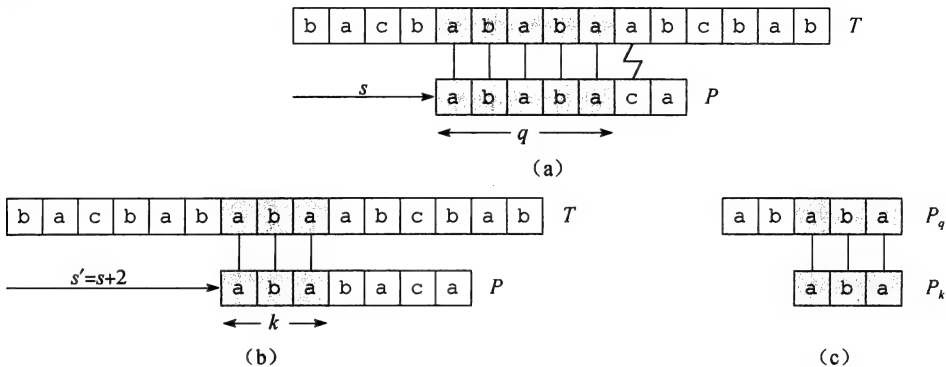 b a c b a b a b a a b c b a b T
s a b a b a c a P
q
(a)
b a c b a b a b a a b c b a b T
a b a b a P_q
s'=s+2 a b a b a c a P
a b a P_k
k
(b)
(c)